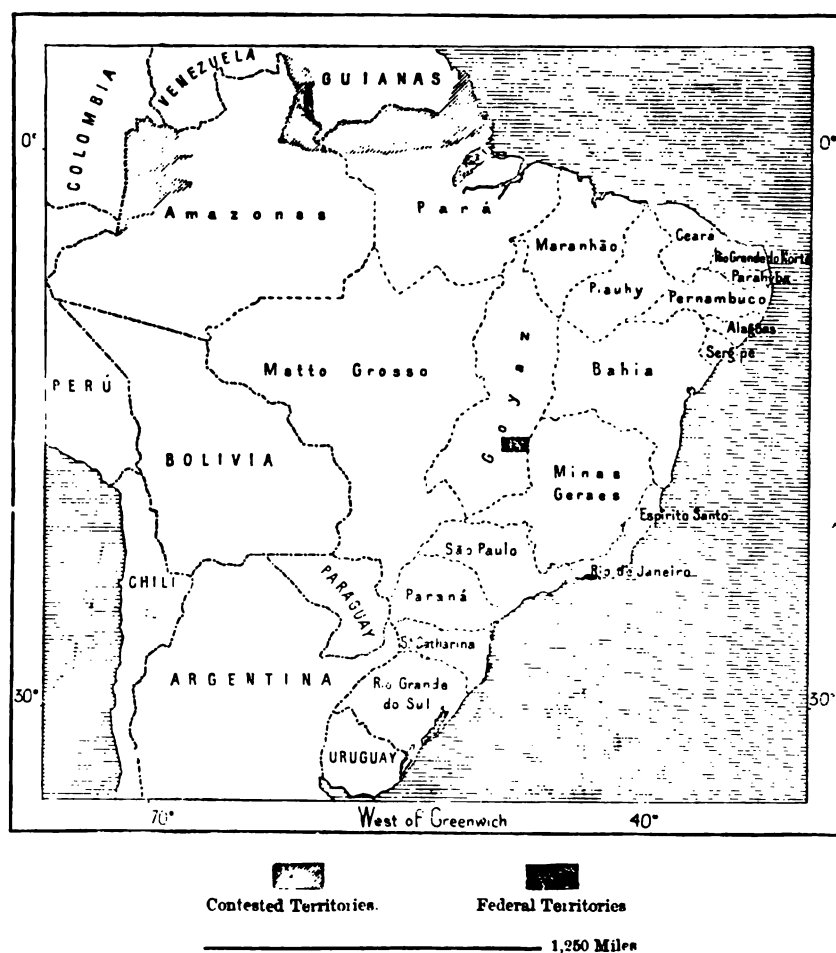 COLOMBIA
VENEZUELA
GUIANAS
0°
0°
Amazonas
Pará
Maranhão
Ceará
Rio Grande do Norte
Parahyba
Piauhy
Pernambuco
Alagôas
Sergipe
PERÚ
Matto Grosso
Goyaz
Bahia
BOLIVIA
Minas
Geraes
Espirito Santo
São Paulo
Rio de Janeiro
CHILI
PARAGUAY
Paraná
Sta Catharina
ARGENTINA
Rio Grande
do Sul
30°
30°
URUGUAY
70°
West of Greenwich
40°
Contested Territories.
Federal Territories
1,250 Miles